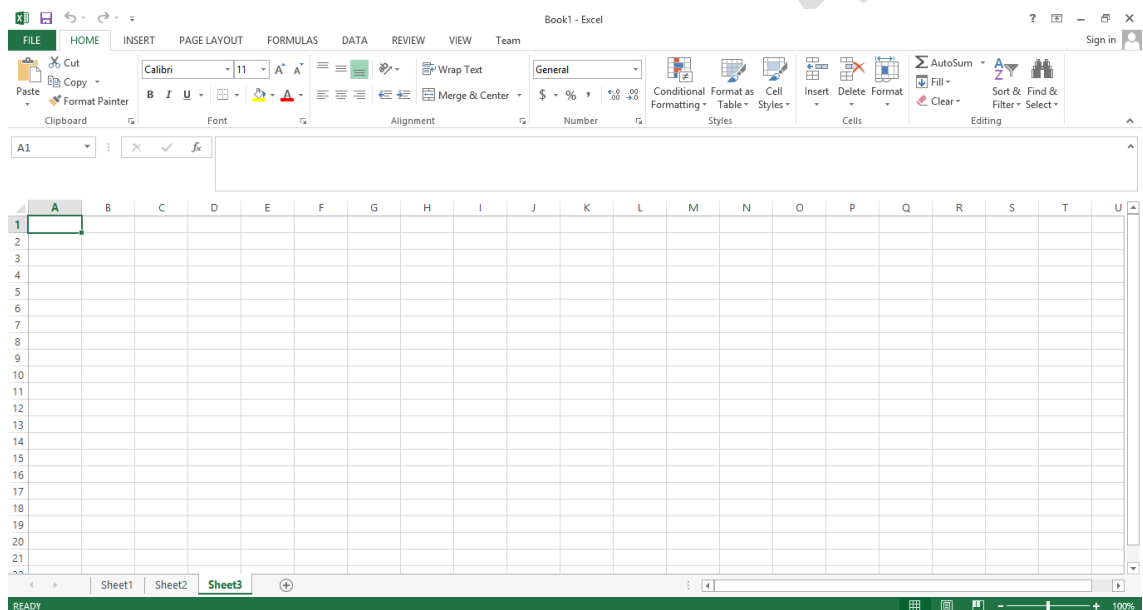 Book1 - Excel
FILE HOME INSERT PAGE LAYOUT FORMULAS DATA REVIEW VIEW Team Sign in
Paste
Cut
Copy
Format Painter
Clipboard
Calibri 11
B I U A
Font
Wrap Text
Merge & Center
Alignment
General
$ % ,
Number
Conditional Formatting
Format as Table
Cell Styles
Styles
Insert Delete Format
Cells
AutoSum
Fill
Clear
Sort & Filter
Find & Select
Editing
A1 fx
A B C D E F G H I J K L M N O P Q R S T U
1
2
3
4
5
6
7
8
9
10
11
12
13
14
15
16
17
18
19
20
21
Sheet1 Sheet2 Sheet3
READY 100%